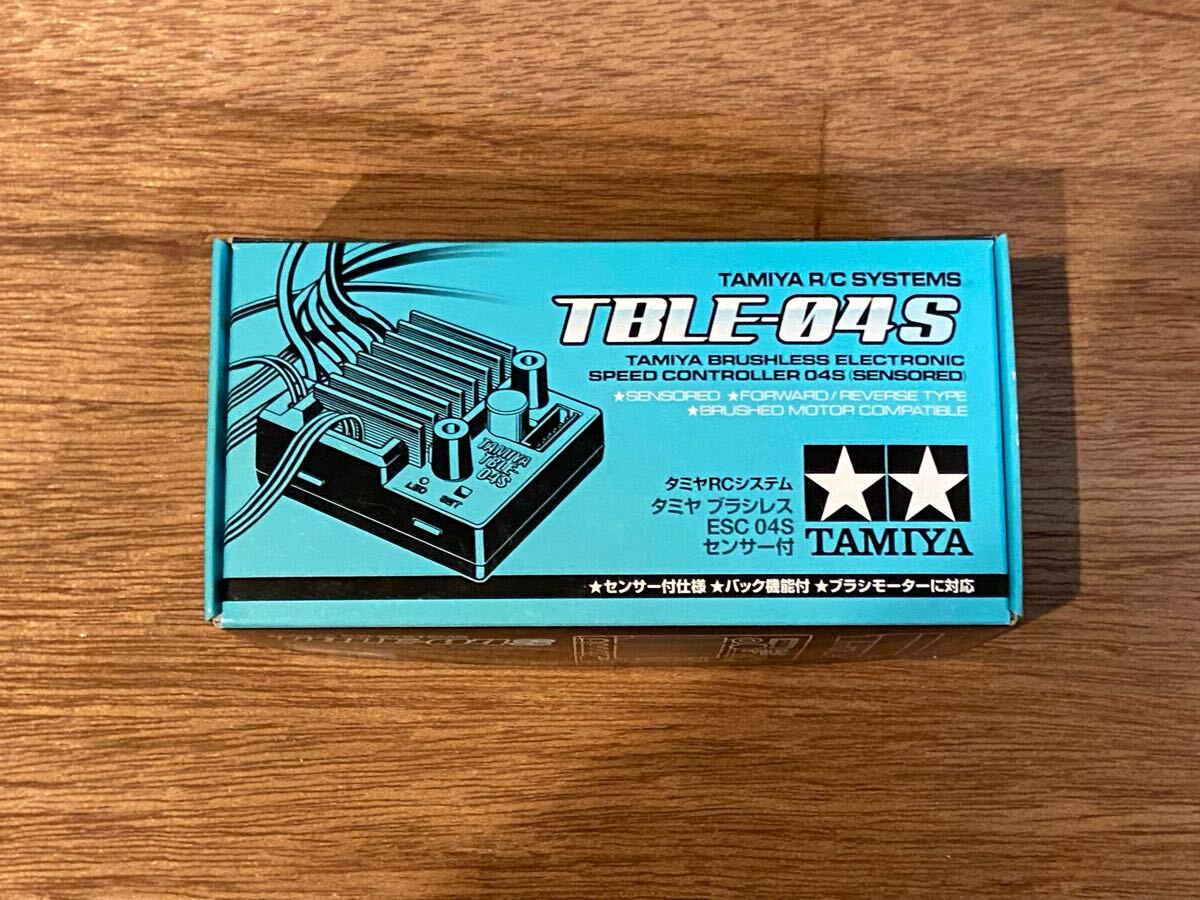 TAMIYA R/C SYSTEMS
TBLE-04S
TAMIYA BRUSHLESS ELECTRONIC
SPEED CONTROLLER 04S (SENSORED)
★SENSORED ★FORWARD/REVERSE TYPE
★BRUSHED MOTOR COMPATIBLE
TAMIYA
TBLE-
04S
LED
SET
タミヤRCシステム
タミヤ ブラシレス
ESC 04S
センサー付
TAMIYA
★センサー付仕様 ★バック機能付 ★ブラシモーターに対応